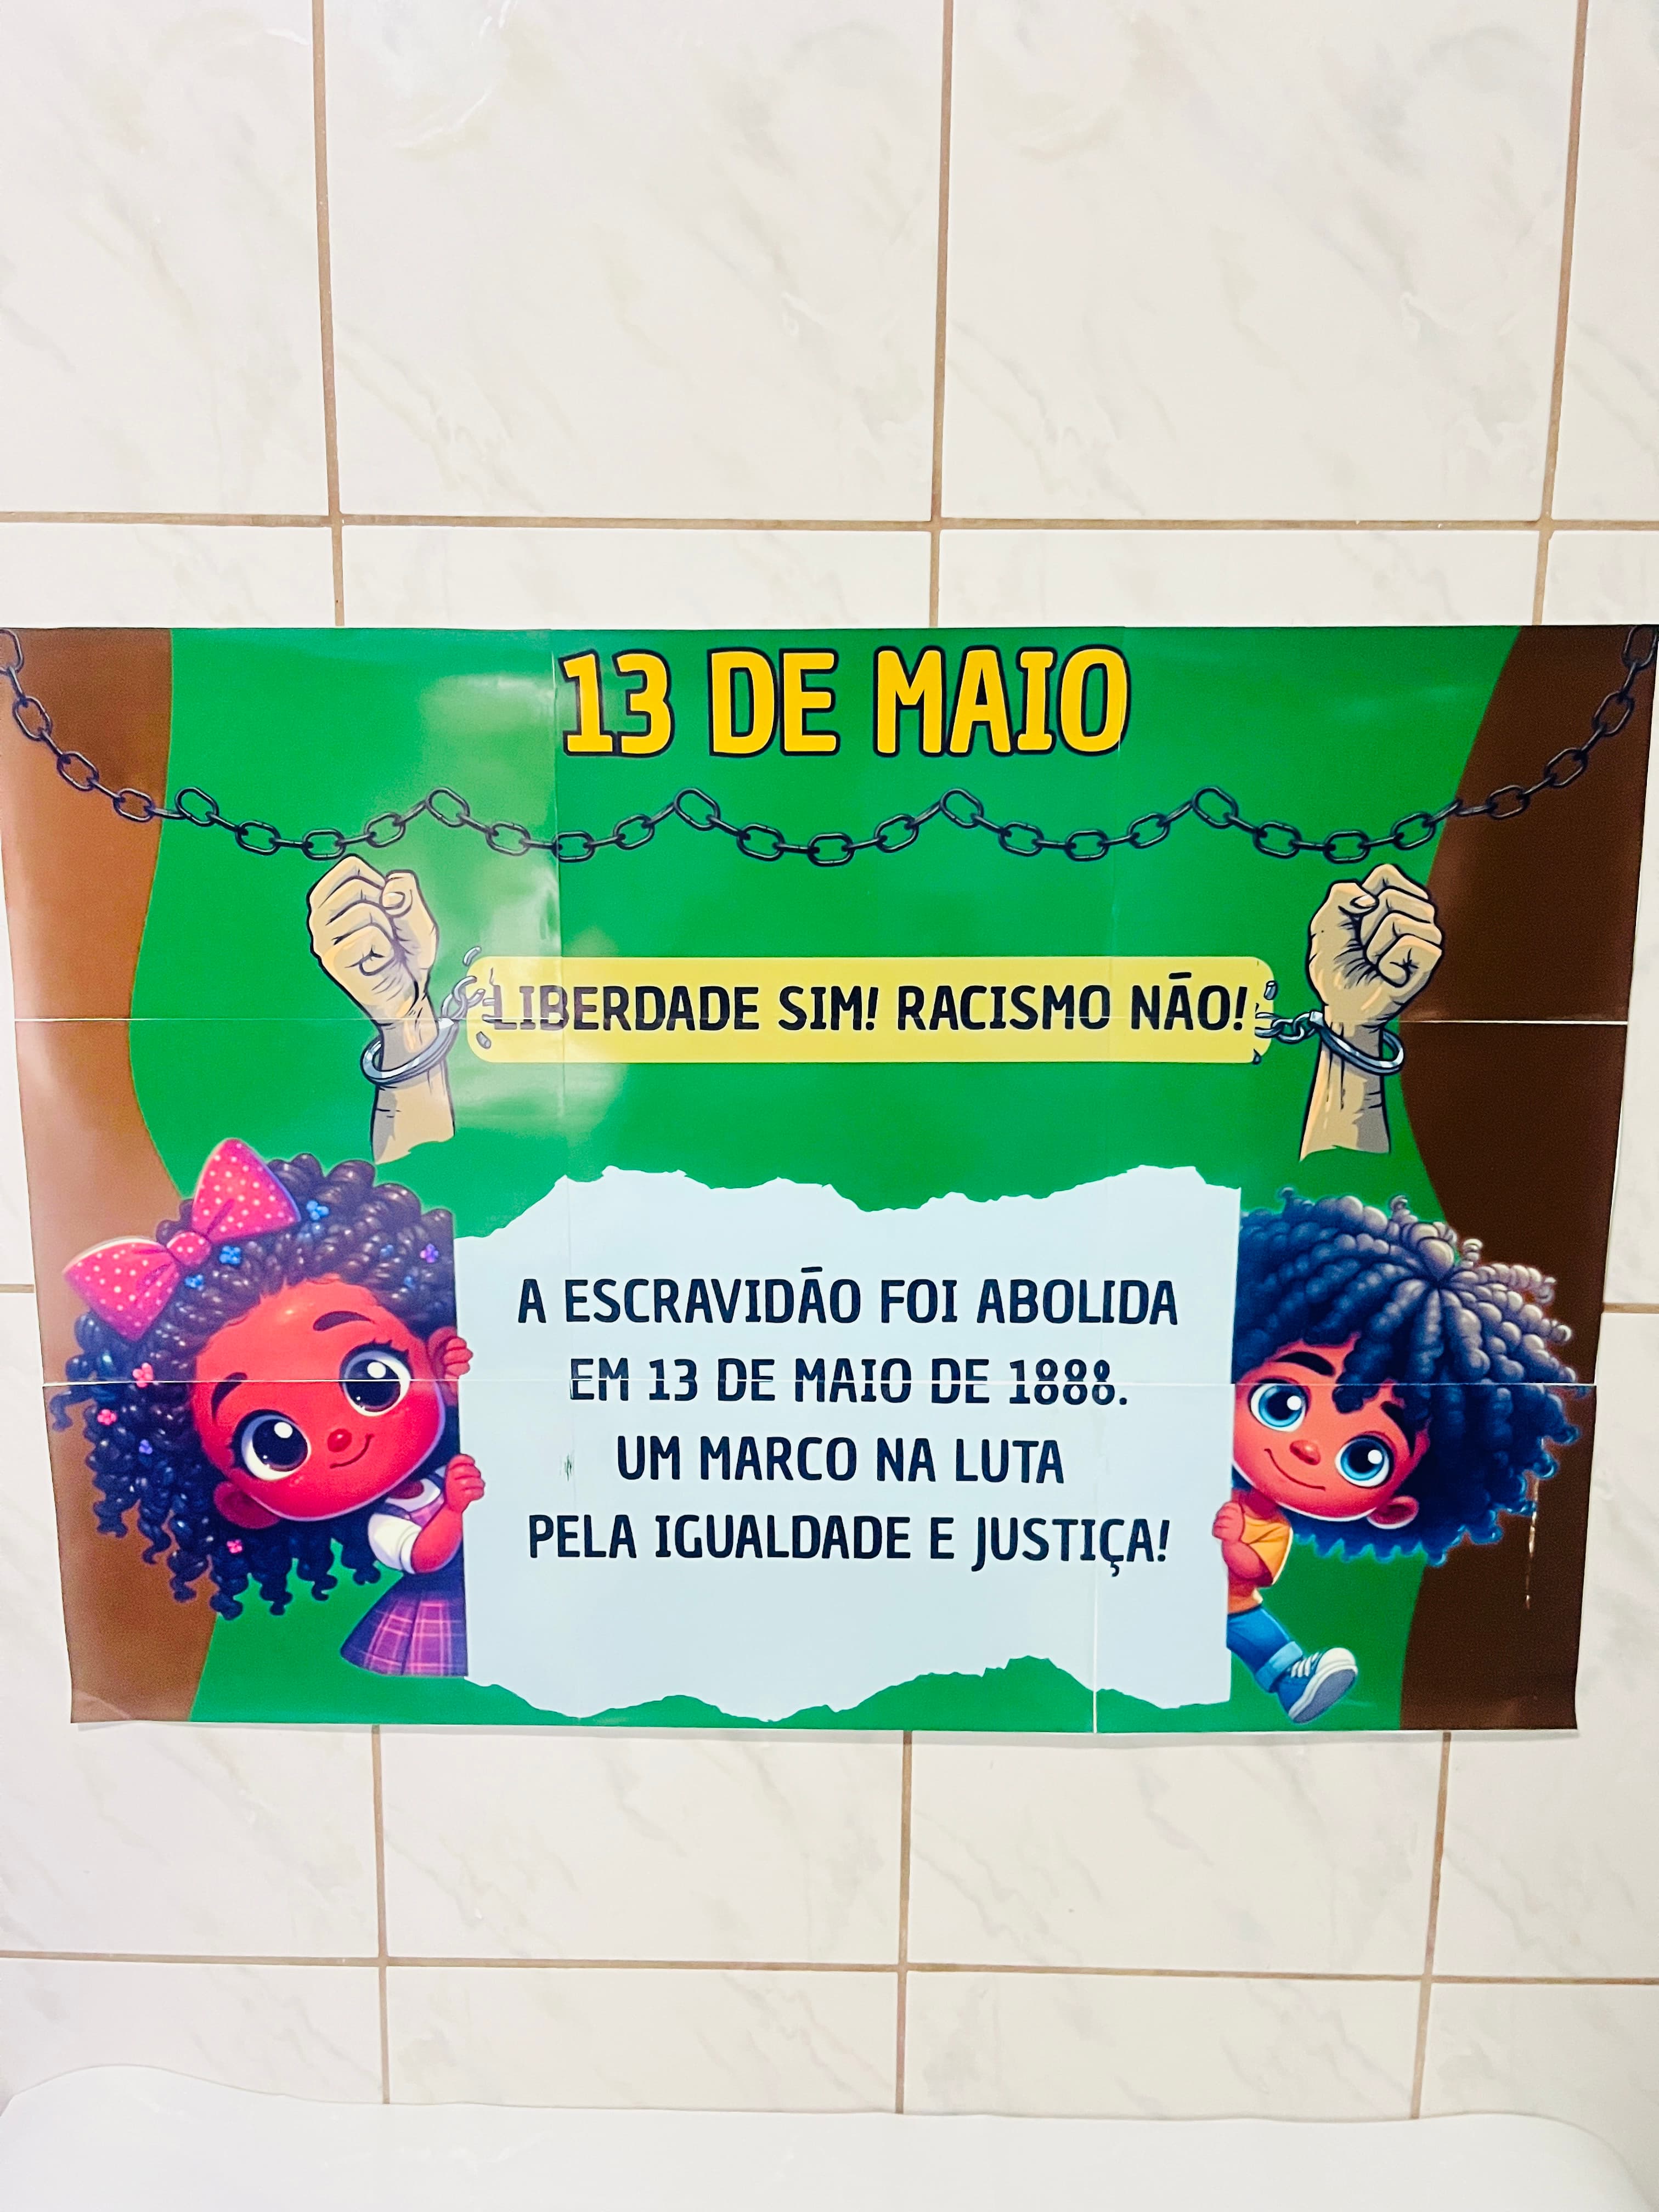 13 DE MAIO
LIBERDADE SIM! RACISMO NÃO!
A ESCRAVIDÃO FOI ABOLIDA
EM 13 DE MAIO DE 1888.
UM MARCO NA LUTA
PELA IGUALDADE E JUSTIÇA!